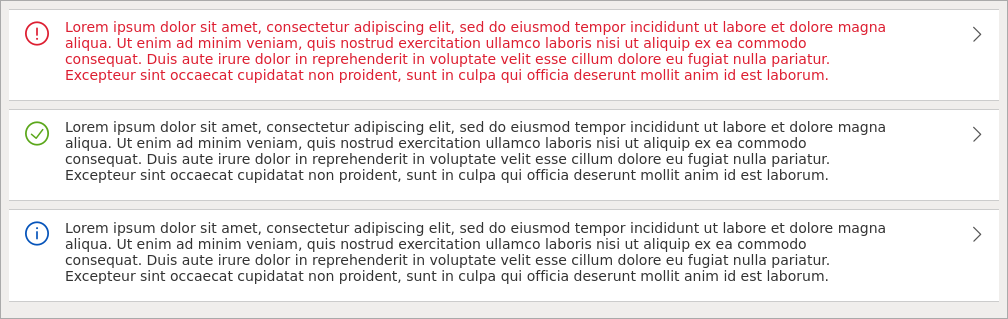 Lorem ipsum dolor sit amet, consectetur adipiscing elit, sed do eiusmod tempor incididunt ut labore et dolore magna
aliqua. Ut enim ad minim veniam, quis nostrud exercitation ullamco laboris nisi ut aliquip ex ea commodo
consequat. Duis aute irure dolor in reprehenderit in voluptate velit esse cillum dolore eu fugiat nulla pariatur.
Excepteur sint occaecat cupidatat non proident, sunt in culpa qui officia deserunt mollit anim id est laborum.
Lorem ipsum dolor sit amet, consectetur adipiscing elit, sed do eiusmod tempor incididunt ut labore et dolore magna
aliqua. Ut enim ad minim veniam, quis nostrud exercitation ullamco laboris nisi ut aliquip ex ea commodo
consequat. Duis aute irure dolor in reprehenderit in voluptate velit esse cillum dolore eu fugiat nulla pariatur.
Excepteur sint occaecat cupidatat non proident, sunt in culpa qui officia deserunt mollit anim id est laborum.
Lorem ipsum dolor sit amet, consectetur adipiscing elit, sed do eiusmod tempor incididunt ut labore et dolore magna
aliqua. Ut enim ad minim veniam, quis nostrud exercitation ullamco laboris nisi ut aliquip ex ea commodo
consequat. Duis aute irure dolor in reprehenderit in voluptate velit esse cillum dolore eu fugiat nulla pariatur.
Excepteur sint occaecat cupidatat non proident, sunt in culpa qui officia deserunt mollit anim id est laborum.